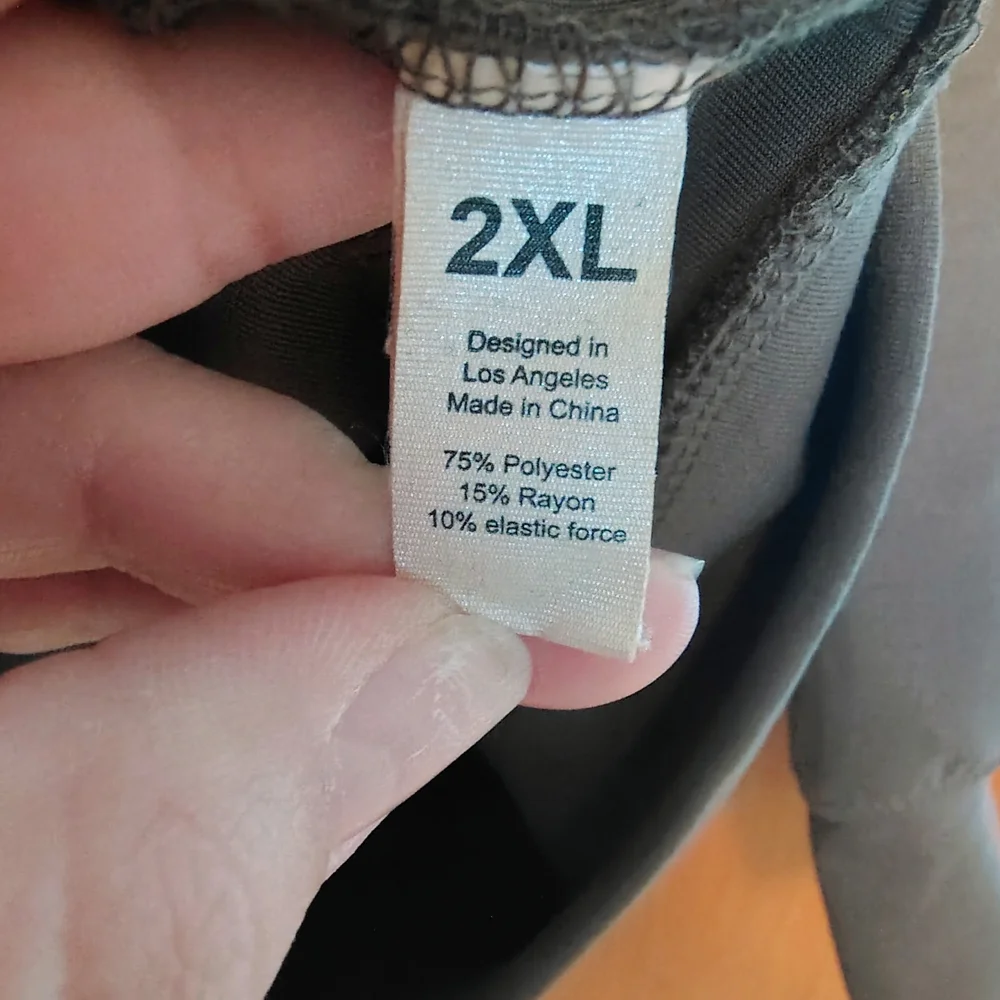 2XL
Designed in
Los Angeles
Made in China
75% Polyester
15% Rayon
10% elastic force